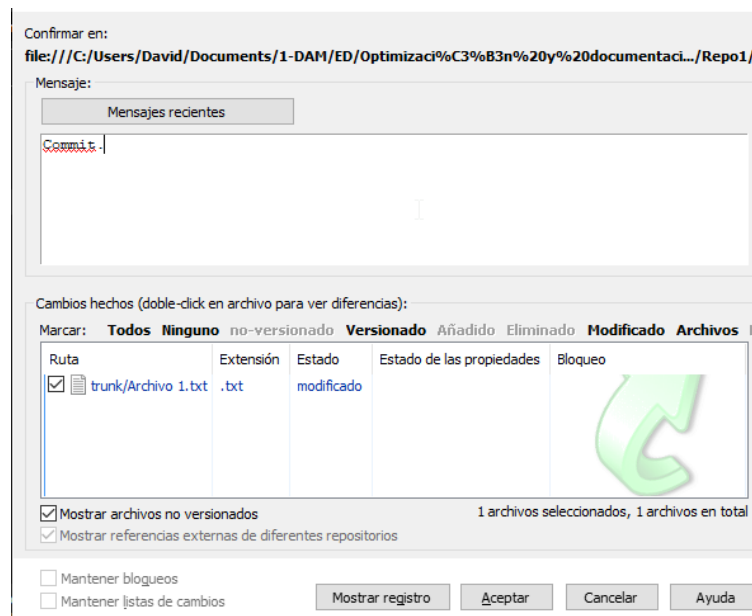 Confirmar en:
file:///C:/Users/David/Documents/1-DAM/ED/Optimizaci%C3%B3n%20y%20documentaci.../Repo1/
Mensaje:
Mensajes recientes
Commit.
Cambios hechos (doble-click en archivo para ver diferencias):
Marcar: Todos Ninguno no-versionado Versionado Añadido Eliminado Modificado Archivos
Ruta Extensión Estado Estado de las propiedades Bloqueo
trunk/Archivo 1.txt .txt modificado
Mostrar archivos no versionados 1 archivos seleccionados, 1 archivos en total
Mostrar referencias externas de diferentes repositorios
Mantener bloqueos
Mantener listas de cambios
Mostrar registro Aceptar Cancelar Ayuda